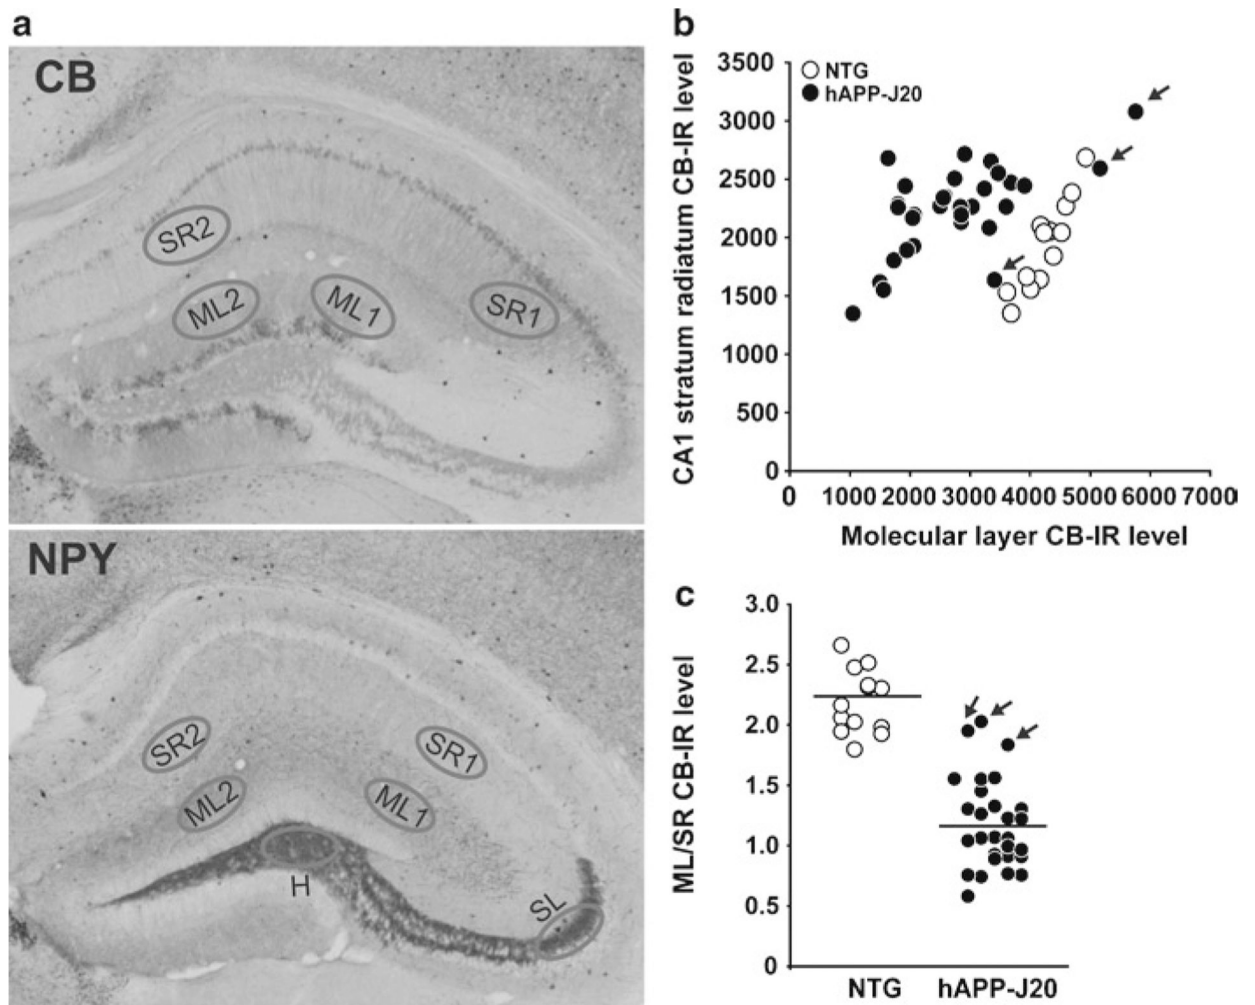 a
CB
SR2
ML2
ML1
SR1
NPY
SR2
SR1
ML2
ML1
H
SL
b
CA1 stratum radiatum CB-IR level
3500
3000
2500
2000
1500
1000
500
0
NTG
hAPP-J20
0 1000 2000 3000 4000 5000 6000 7000
Molecular layer CB-IR level
c
ML/SR CB-IR level
3.0
2.5
2.0
1.5
1.0
0.5
0
NTG hAPP-J20